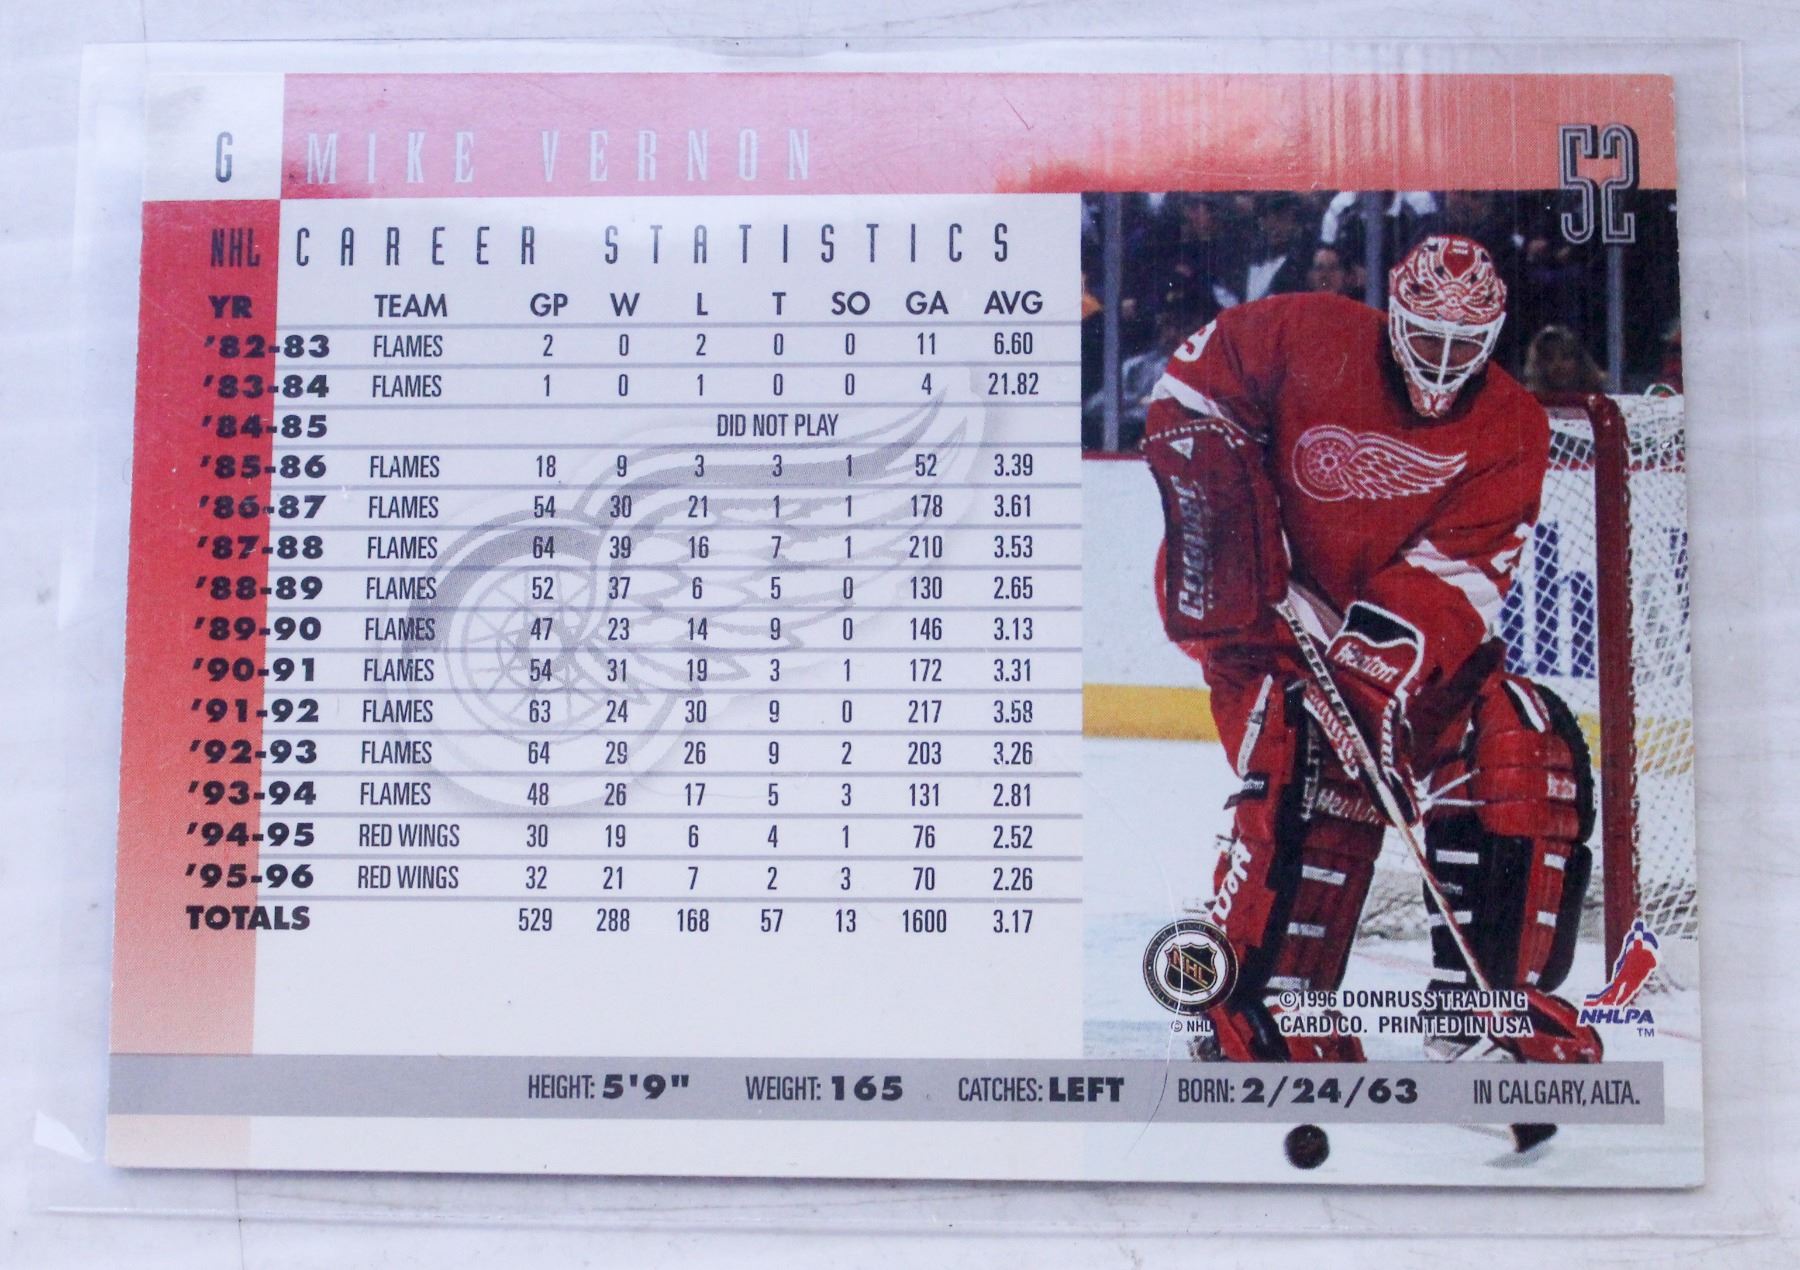 G MIKE VERNON 52
NHL CAREER STATISTICS
YR TEAM GP W L T SO GA AVG
'82-83 FLAMES 2 0 2 0 0 11 6.60
'83-84 FLAMES 1 0 1 0 0 4 21.82
'84-85 DID NOT PLAY
'85-86 FLAMES 18 9 3 3 1 52 3.39
'86-87 FLAMES 54 30 21 1 1 178 3.61
'87-88 FLAMES 64 39 16 7 1 210 3.53
'88-89 FLAMES 52 37 6 5 0 130 2.65
'89-90 FLAMES 47 23 14 9 0 146 3.13
'90-91 FLAMES 54 31 19 3 1 172 3.31
'91-92 FLAMES 63 24 30 9 0 217 3.58
'92-93 FLAMES 64 29 26 9 2 203 3.26
'93-94 FLAMES 48 26 17 5 3 131 2.81
'94-95 RED WINGS 30 19 6 4 1 76 2.52
'95-96 RED WINGS 32 21 7 2 3 70 2.26
TOTALS 529 288 168 57 13 1600 3.17
NHL
© NHL
©1996 DONRUSS TRADING
CARD CO. PRINTED IN USA
NHLPA
TM
HEIGHT: 5'9" WEIGHT: 165 CATCHES: LEFT BORN: 2/24/63 IN CALGARY, ALTA.